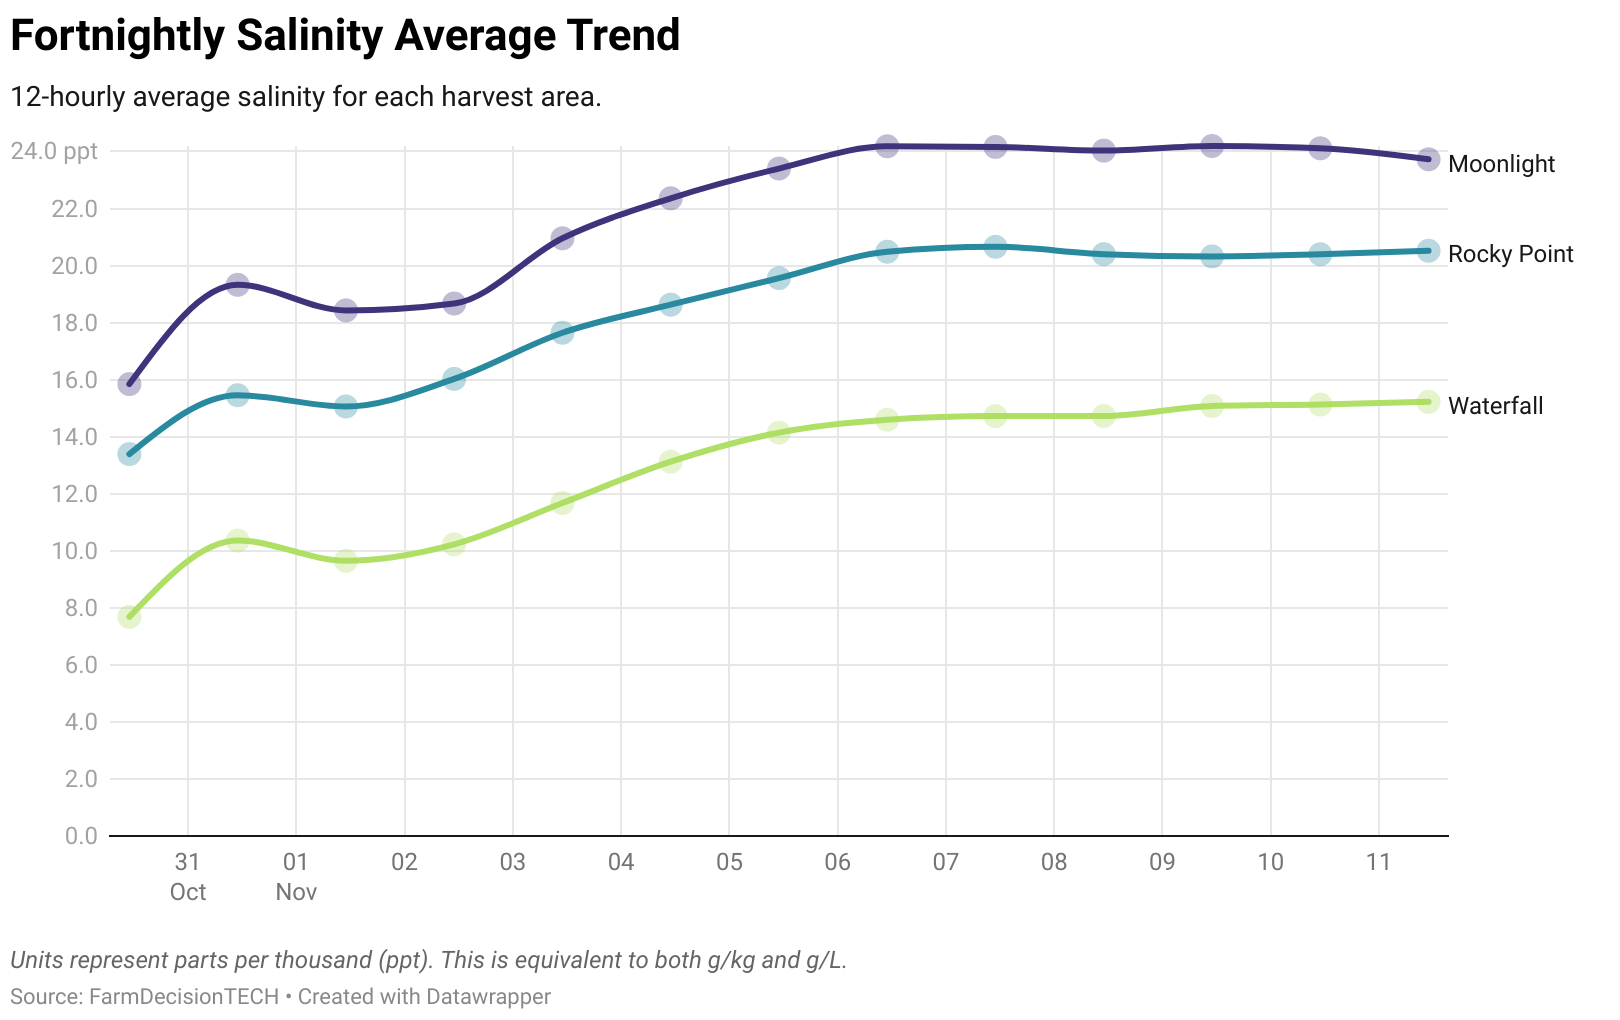 Fortnightly Salinity Average Trend
12-hourly average salinity for each harvest area.
24.0 ppt
Moonlight
22.0
Rocky Point
20.0
18.0
16.0
Waterfall
14.0
12.0
10.0
8.0
6.0
4.0
2.0
0.0
31 01 02 03 04 05 06 07 08 09 10 11
Oct Nov
Units represent parts per thousand (ppt). This is equivalent to both g/kg and g/L.
Source: FarmDecisionTECH • Created with Datawrapper